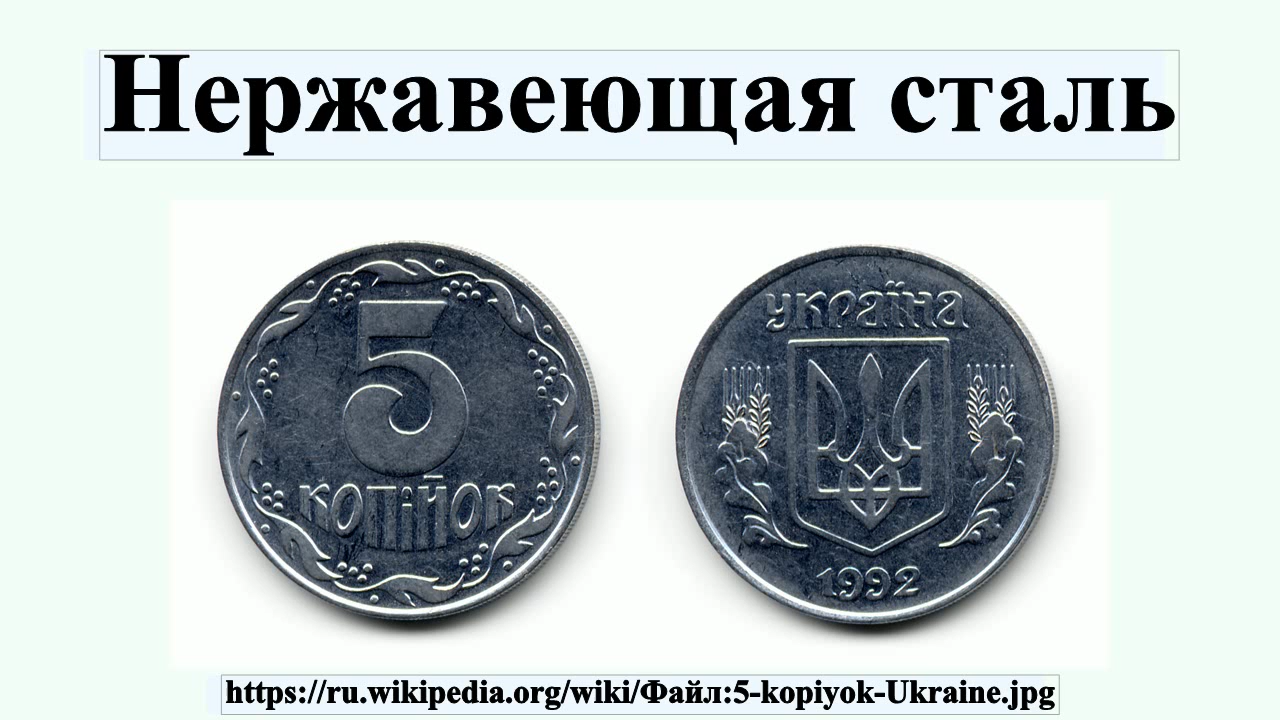 Нержавеющая сталь
5
КОПІЙОК
УКРАЇНА
1992
https://ru.wikipedia.org/wiki/Файл:5-kopiyok-Ukraine.jpg